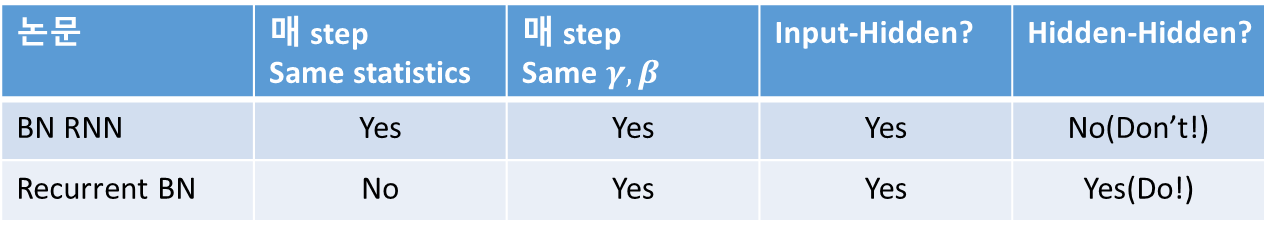 논문 매 step 매 step Input-Hidden? Hidden-Hidden?
Same statistics Same γ, β
BN RNN Yes Yes Yes No(Don't!)
Recurrent BN No Yes Yes Yes(Do!)